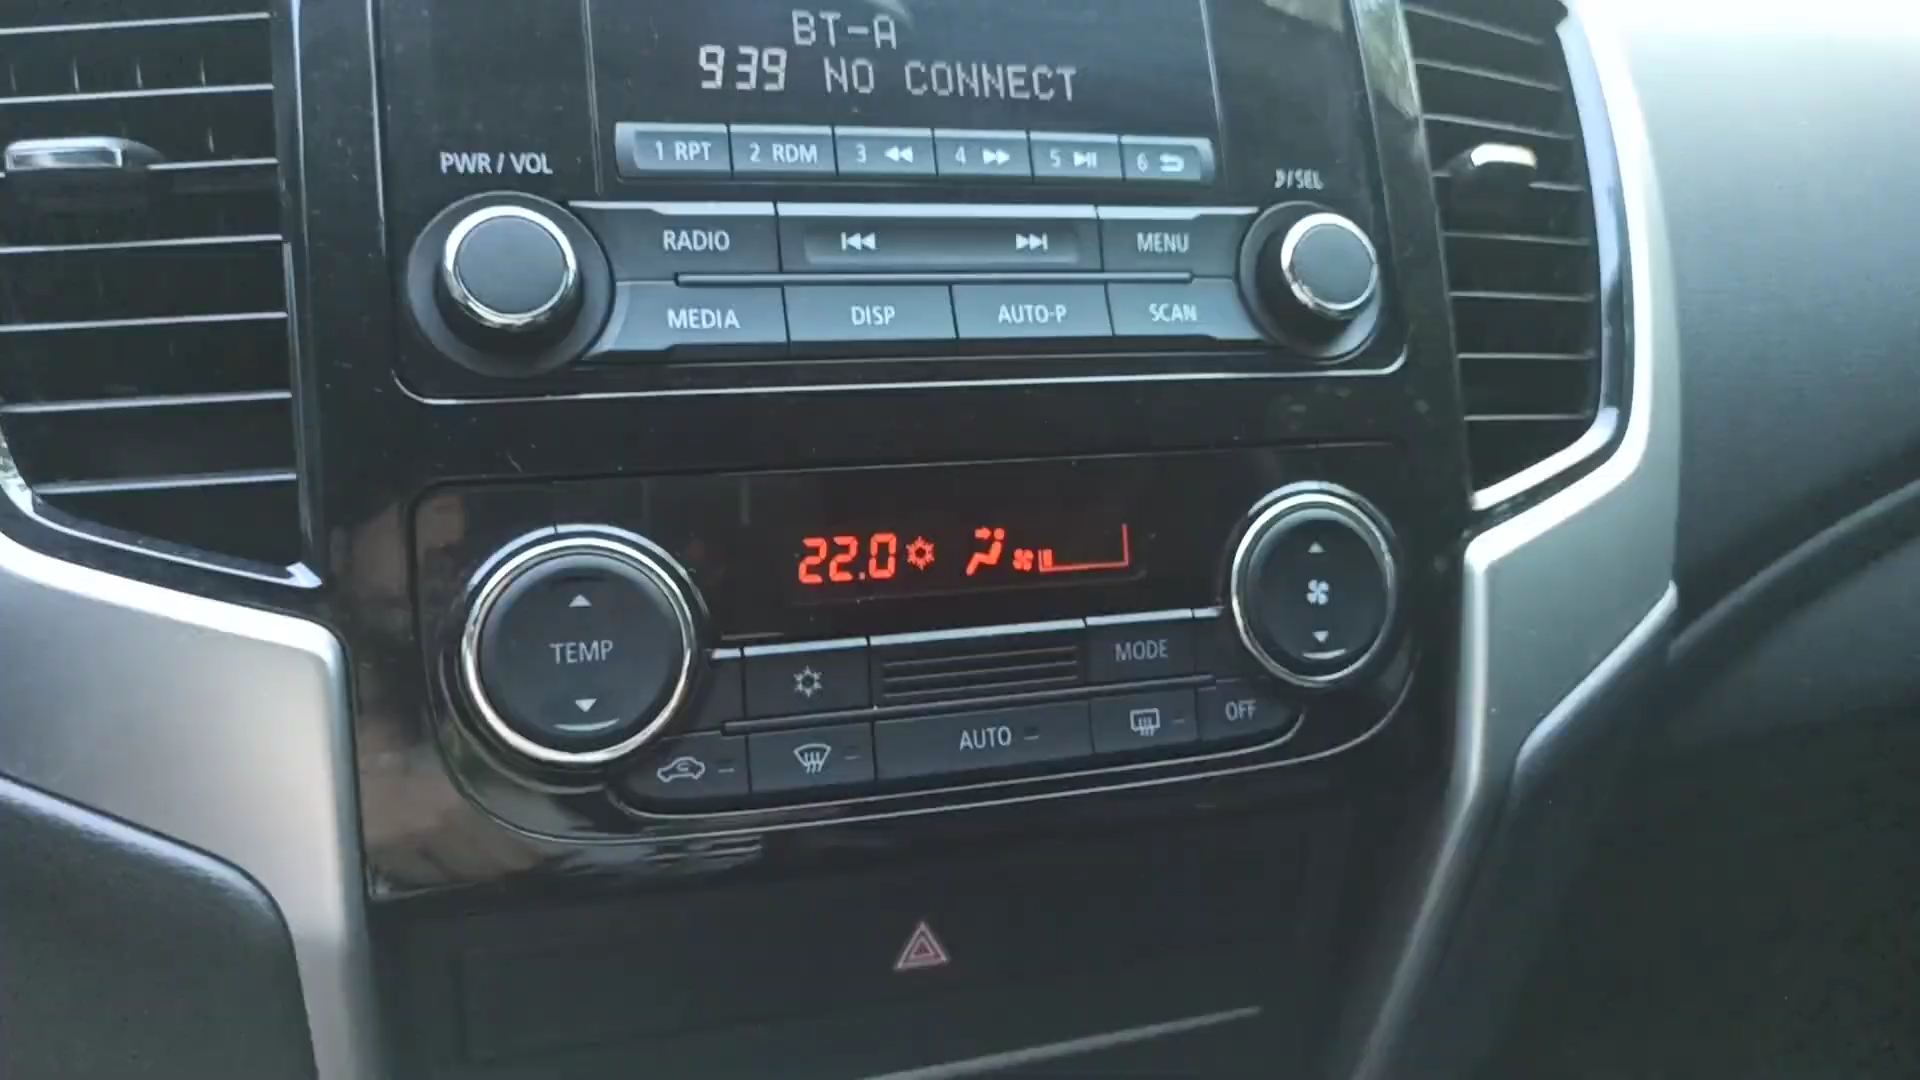 BT-A
939 NO CONNECT
1 RPT 2 RDM 3 4 5 6
PWR / VOL
♪/SEL
RADIO MENU
MEDIA DISP AUTO-P SCAN
22.0
TEMP
MODE
AUTO
OFF